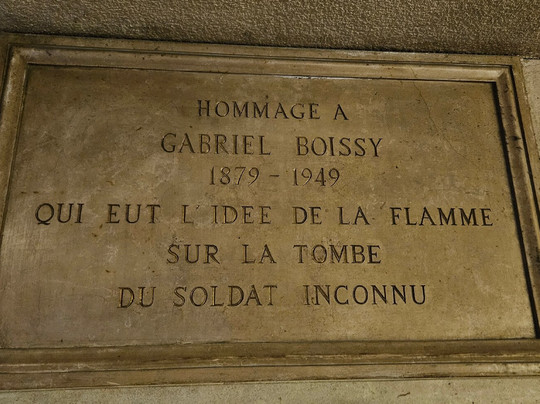 HOMMAGE A
GABRIEL BOISSY
1879 - 1949
QUI EUT L'IDEE DE LA FLAMME
SUR LA TOMBE
DU SOLDAT INCONNU